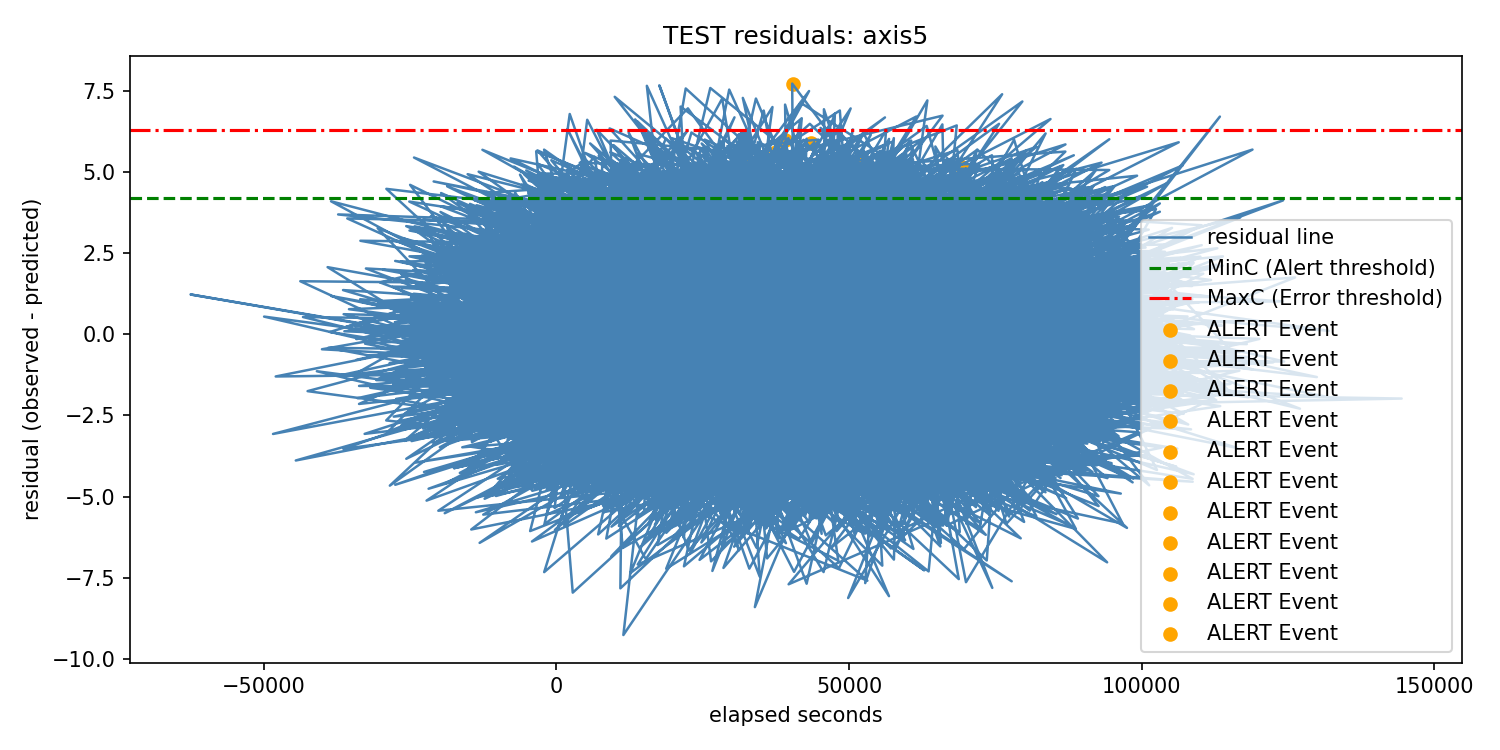 TEST residuals: axis5
7.5
5.0
2.5
0.0
−2.5
−5.0
−7.5
−10.0
residual (observed - predicted)
−50000
0
50000
100000
150000
elapsed seconds
residual line
MinC (Alert threshold)
MaxC (Error threshold)
ALERT Event
ALERT Event
ALERT Event
ALERT Event
ALERT Event
ALERT Event
ALERT Event
ALERT Event
ALERT Event
ALERT Event
ALERT Event